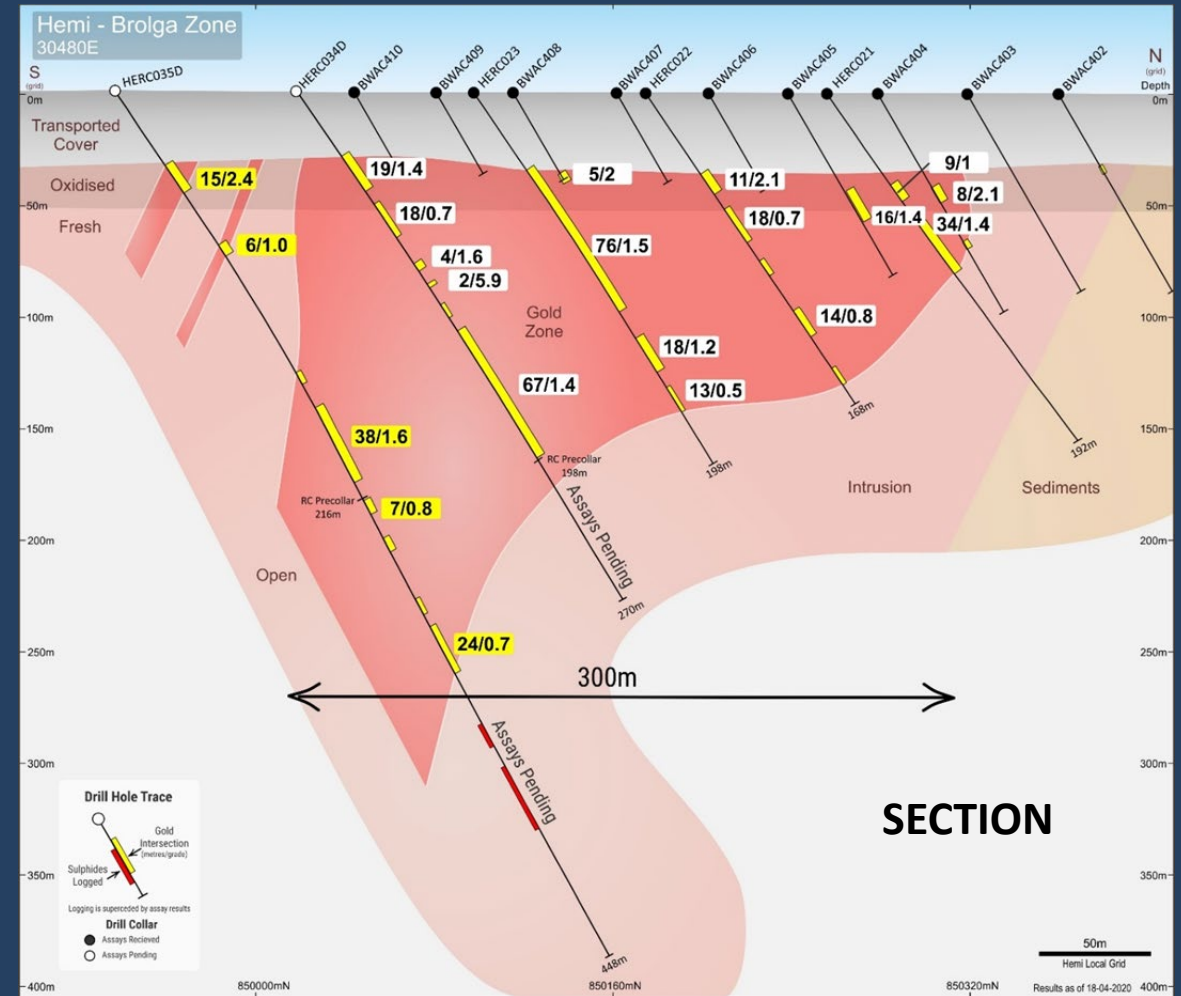 Hemi - Brolga Zone
30480E
S
(grid)
0m
HERC035D
HERC034D
BWAC410
BWAC409
HERC023
BWAC408
BWAC407
HERC022
BWAC406
BWAC405
HERC021
BWAC404
BWAC403
BWAC402
N
(grid)
Depth
0m
Transported
Cover
Oxidised
Fresh
50m
100m
150m
200m
250m
300m
350m
400m
15/2.4
6/1.0
38/1.6
7/0.8
24/0.7
19/1.4
18/0.7
4/1.6
2/5.9
67/1.4
5/2
76/1.5
18/1.2
13/0.5
11/2.1
18/0.7
14/0.8
9/1
8/2.1
16/1.4
34/1.4
Gold
Zone
RC Precollar
216m
RC Precollar
198m
Assays Pending
270m
198m
168m
192m
Intrusion
Sediments
Open
300m
Assays Pending
448m
SECTION
Drill Hole Trace
Gold
Intersection
(metres/grade)
Sulphides
Logged
Logging is superceded by assay results
Drill Collar
Assays Recieved
Assays Pending
50m
Hemi Local Grid
Results as of 18-04-2020
850000mN
850160mN
850320mN
50m
100m
150m
200m
250m
300m
350m
400m